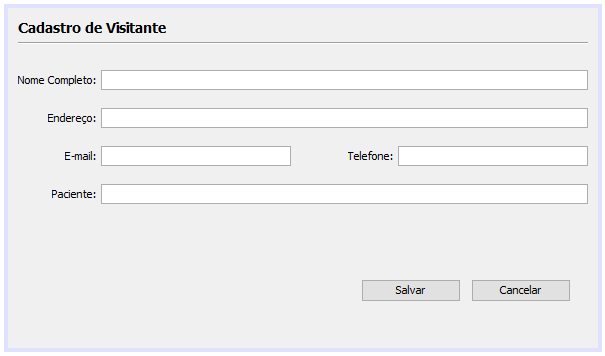 Cadastro de Visitante
Nome Completo:
Endereço:
E-mail: Telefone:
Paciente:
Salvar Cancelar